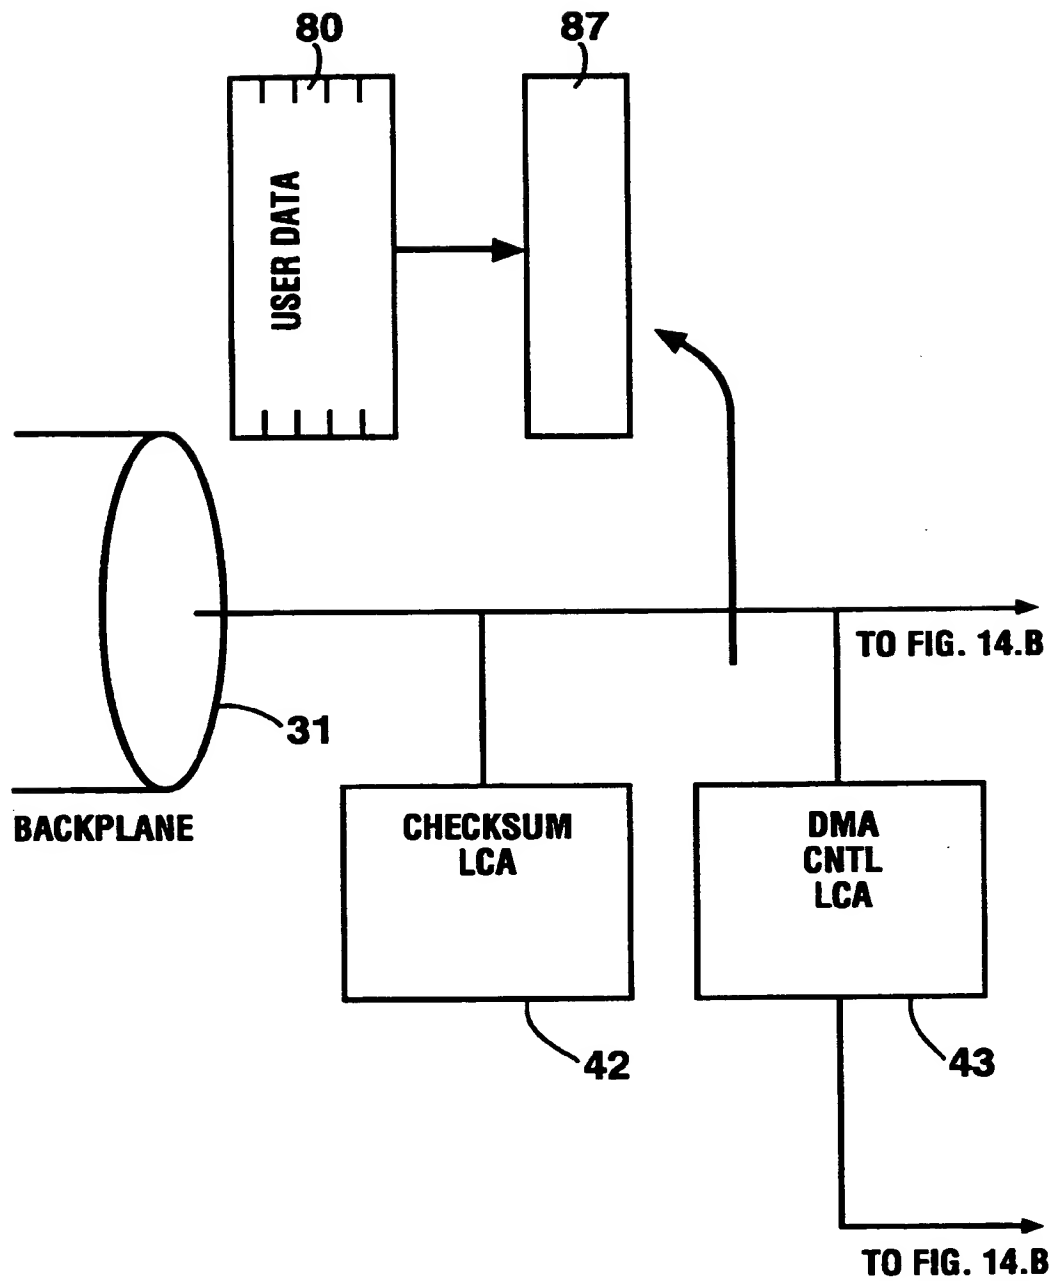 80
87
USER DATA
TO FIG. 14.B
31
BACKPLANE
CHECKSUM
LCA
DMA
CNTL
LCA
42
43
TO FIG. 14.B